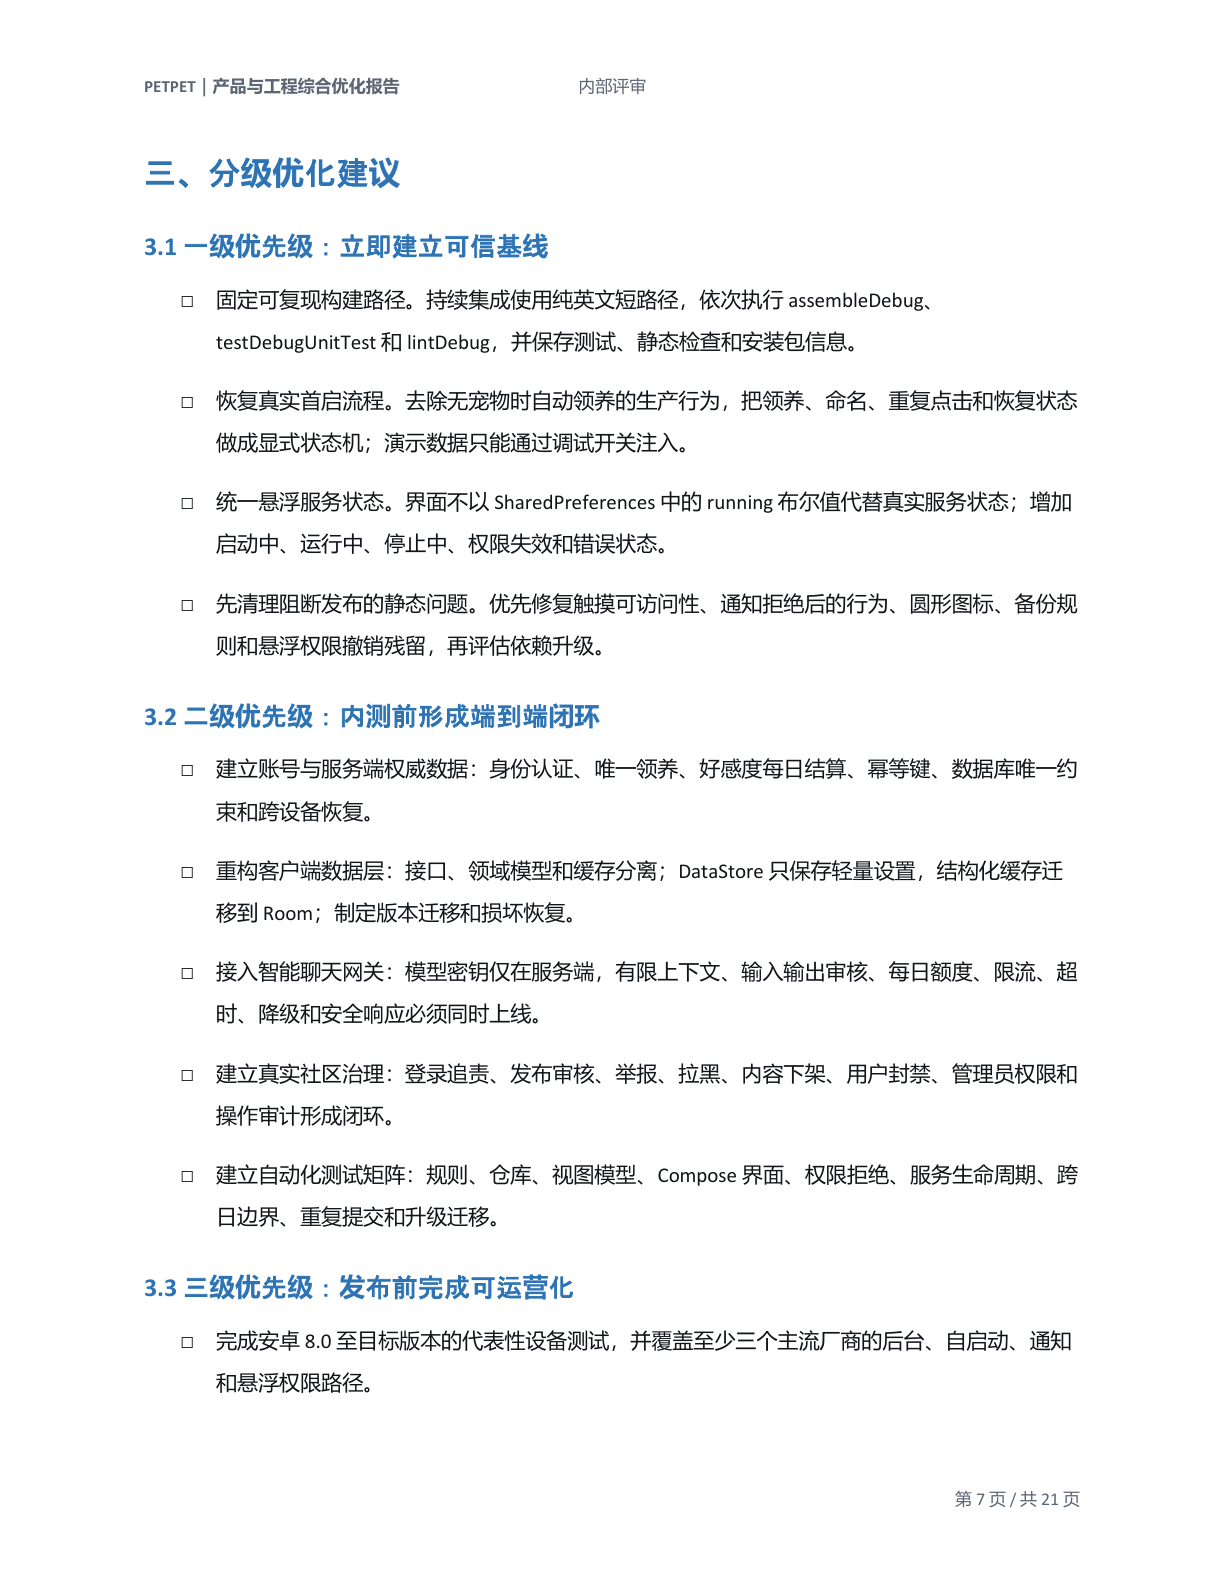 PETPET｜产品与工程综合优化报告 内部评审
三、分级优化建议
3.1 一级优先级：立即建立可信基线
□ 固定可复现构建路径。持续集成使用纯英文短路径，依次执行 assembleDebug、
testDebugUnitTest 和 lintDebug，并保存测试、静态检查和安装包信息。
□ 恢复真实首启流程。去除无宠物时自动领养的生产行为，把领养、命名、重复点击和恢复状态
做成显式状态机；演示数据只能通过调试开关注入。
□ 统一悬浮服务状态。界面不以 SharedPreferences 中的 running 布尔值代替真实服务状态；增加
启动中、运行中、停止中、权限失效和错误状态。
□ 先清理阻断发布的静态问题。优先修复触摸可访问性、通知拒绝后的行为、圆形图标、备份规
则和悬浮权限撤销残留，再评估依赖升级。
3.2 二级优先级：内测前形成端到端闭环
□ 建立账号与服务端权威数据：身份认证、唯一领养、好感度每日结算、幂等键、数据库唯一约
束和跨设备恢复。
□ 重构客户端数据层：接口、领域模型和缓存分离；DataStore 只保存轻量设置，结构化缓存迁
移到 Room；制定版本迁移和损坏恢复。
□ 接入智能聊天网关：模型密钥仅在服务端，有限上下文、输入输出审核、每日额度、限流、超
时、降级和安全响应必须同时上线。
□ 建立真实社区治理：登录追责、发布审核、举报、拉黑、内容下架、用户封禁、管理员权限和
操作审计形成闭环。
□ 建立自动化测试矩阵：规则、仓库、视图模型、Compose 界面、权限拒绝、服务生命周期、跨
日边界、重复提交和升级迁移。
3.3 三级优先级：发布前完成可运营化
□ 完成安卓 8.0 至目标版本的代表性设备测试，并覆盖至少三个主流厂商的后台、自启动、通知
和悬浮权限路径。
第 7 页 / 共 21 页